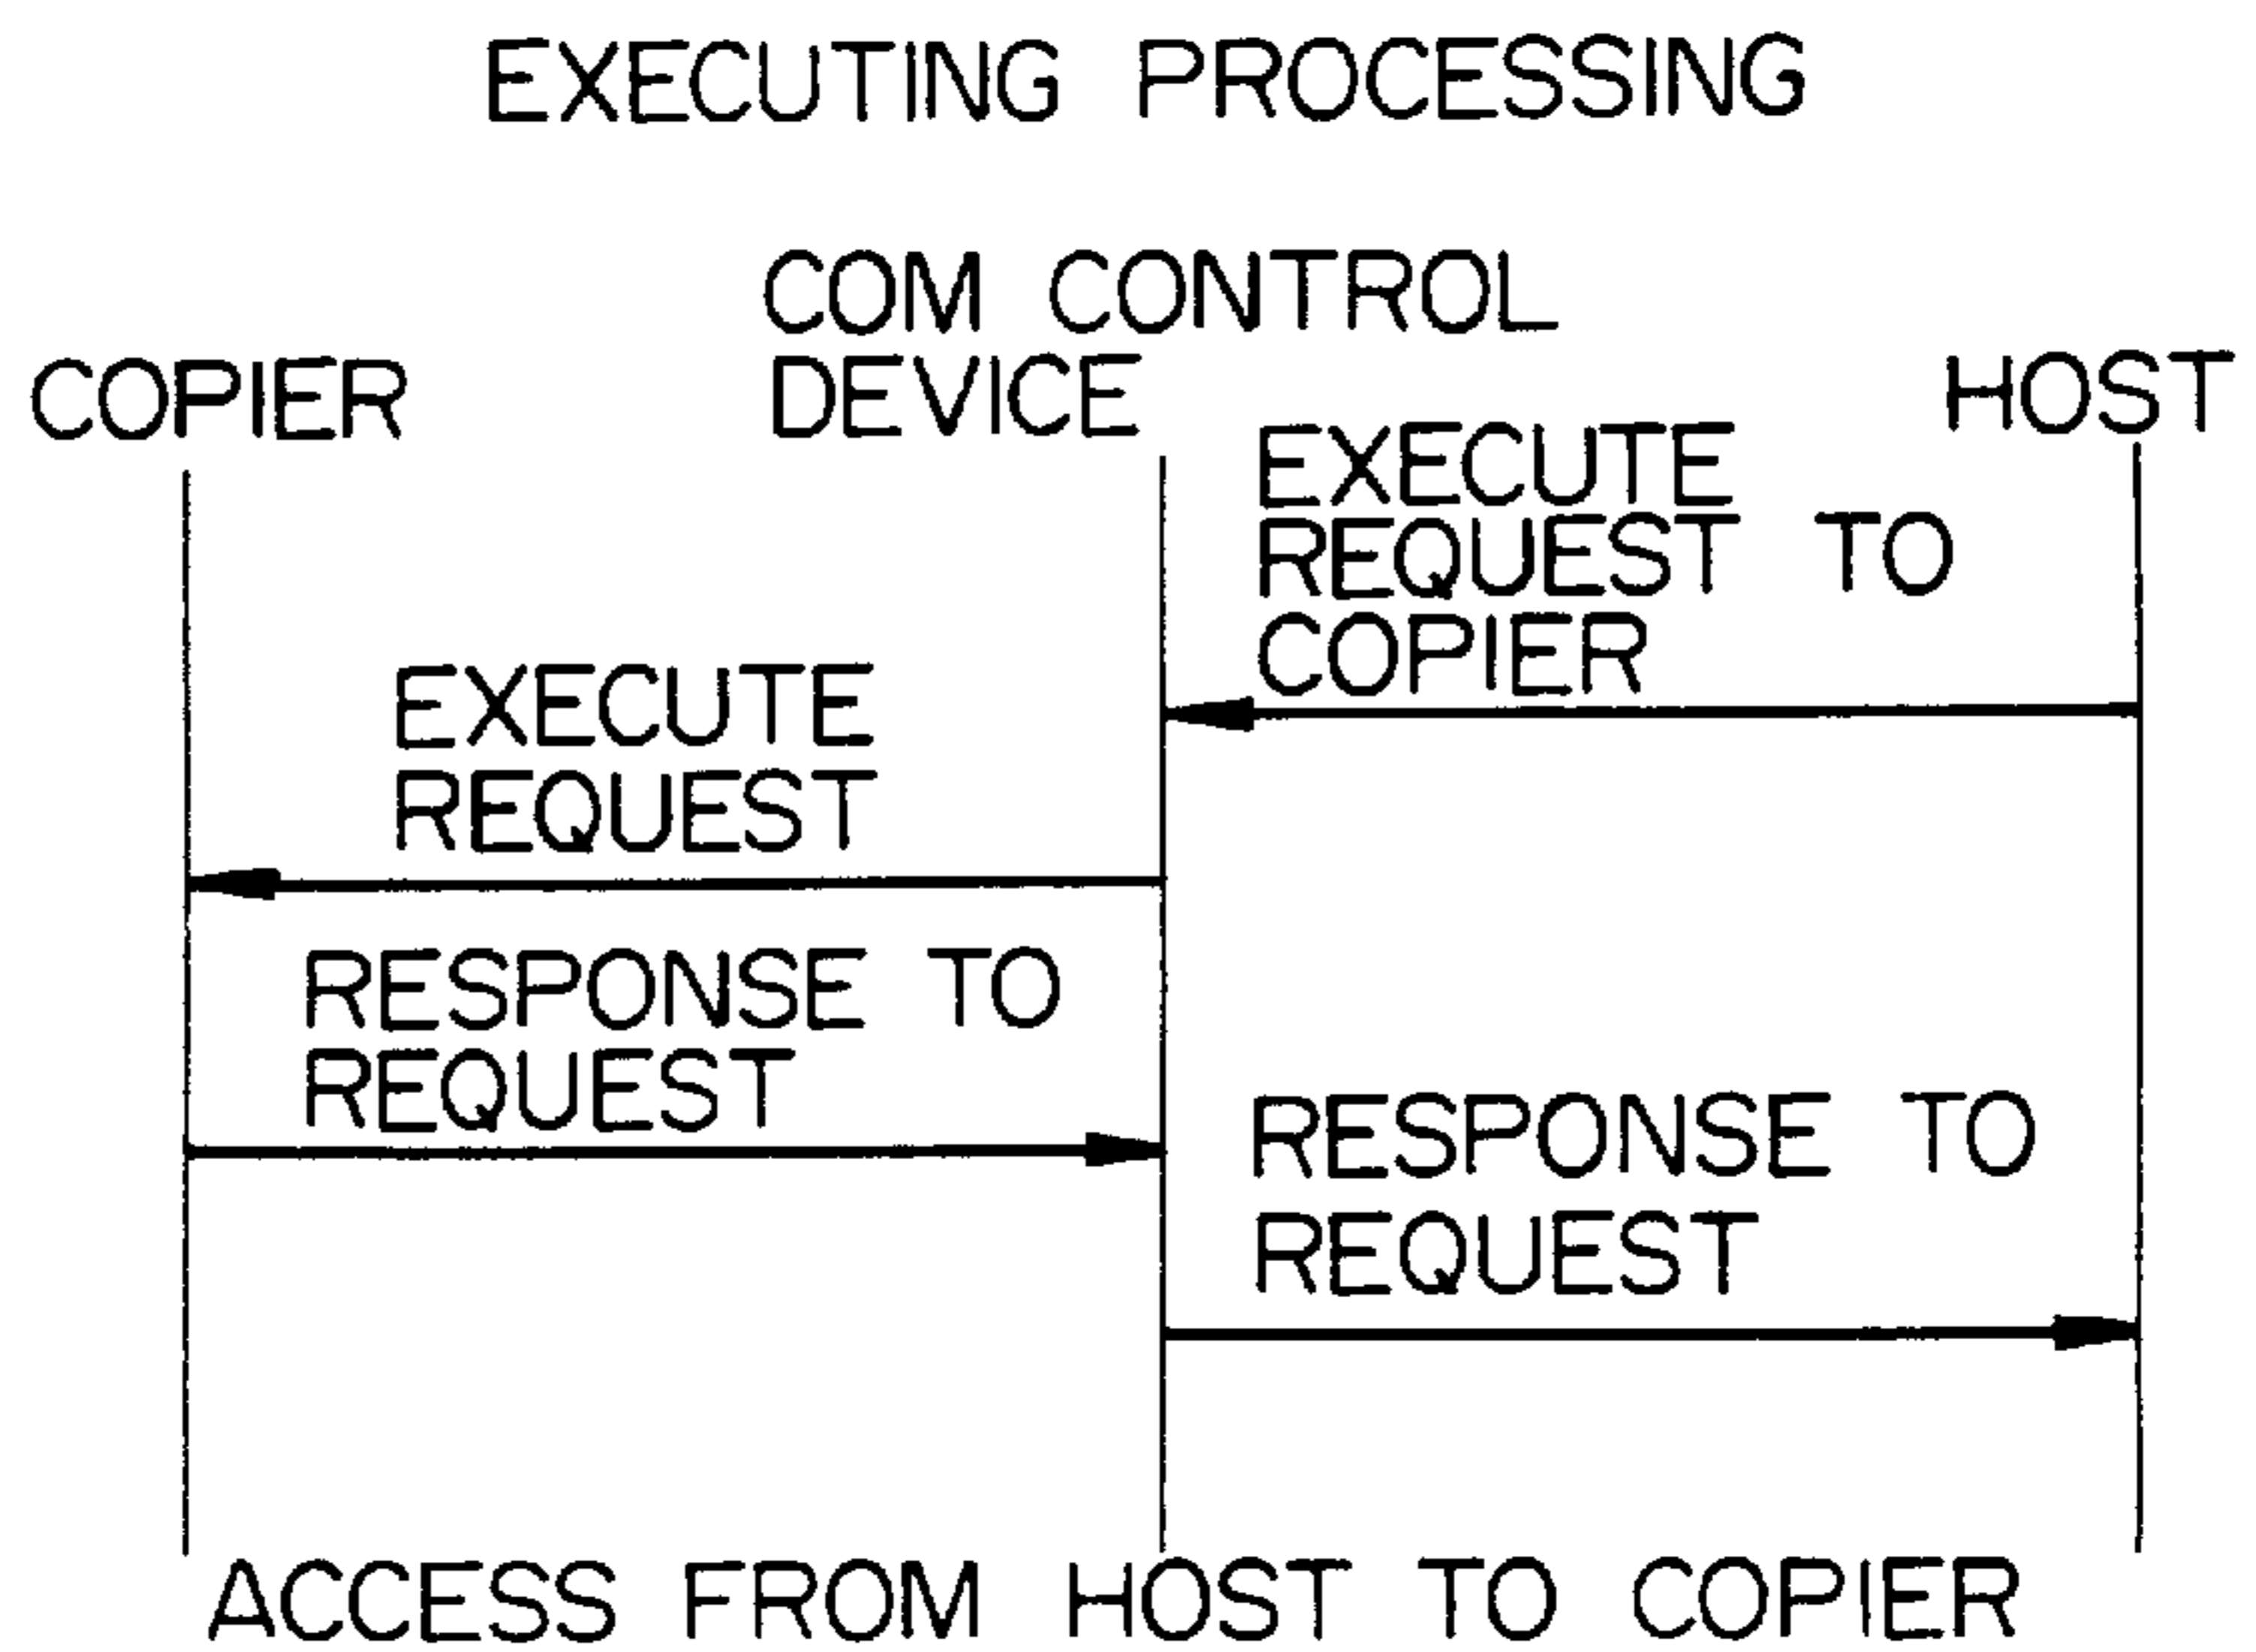 EXECUTING PROCESSING
COM CONTROL
DEVICE
COPIER
HOST
EXECUTE
REQUEST TO
COPIER
EXECUTE
REQUEST
RESPONSE TO
REQUEST
RESPONSE TO
REQUEST
ACCESS FROM HOST TO COPIER